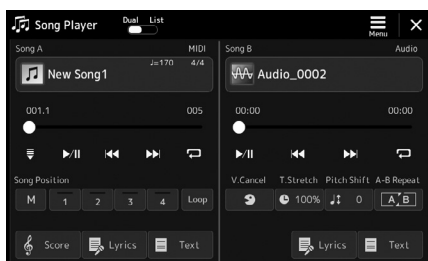 Song Player Dual List Menu
Song A MIDI Song B Audio
New Song1 ♩=170 4/4 Audio_0002
001.1 005 00:00 00:00
Song Position V.Cancel T.Stretch Pitch Shift A-B Repeat
M 1 2 3 4 Loop 100% 0 A B
Score Lyrics Text Lyrics Text